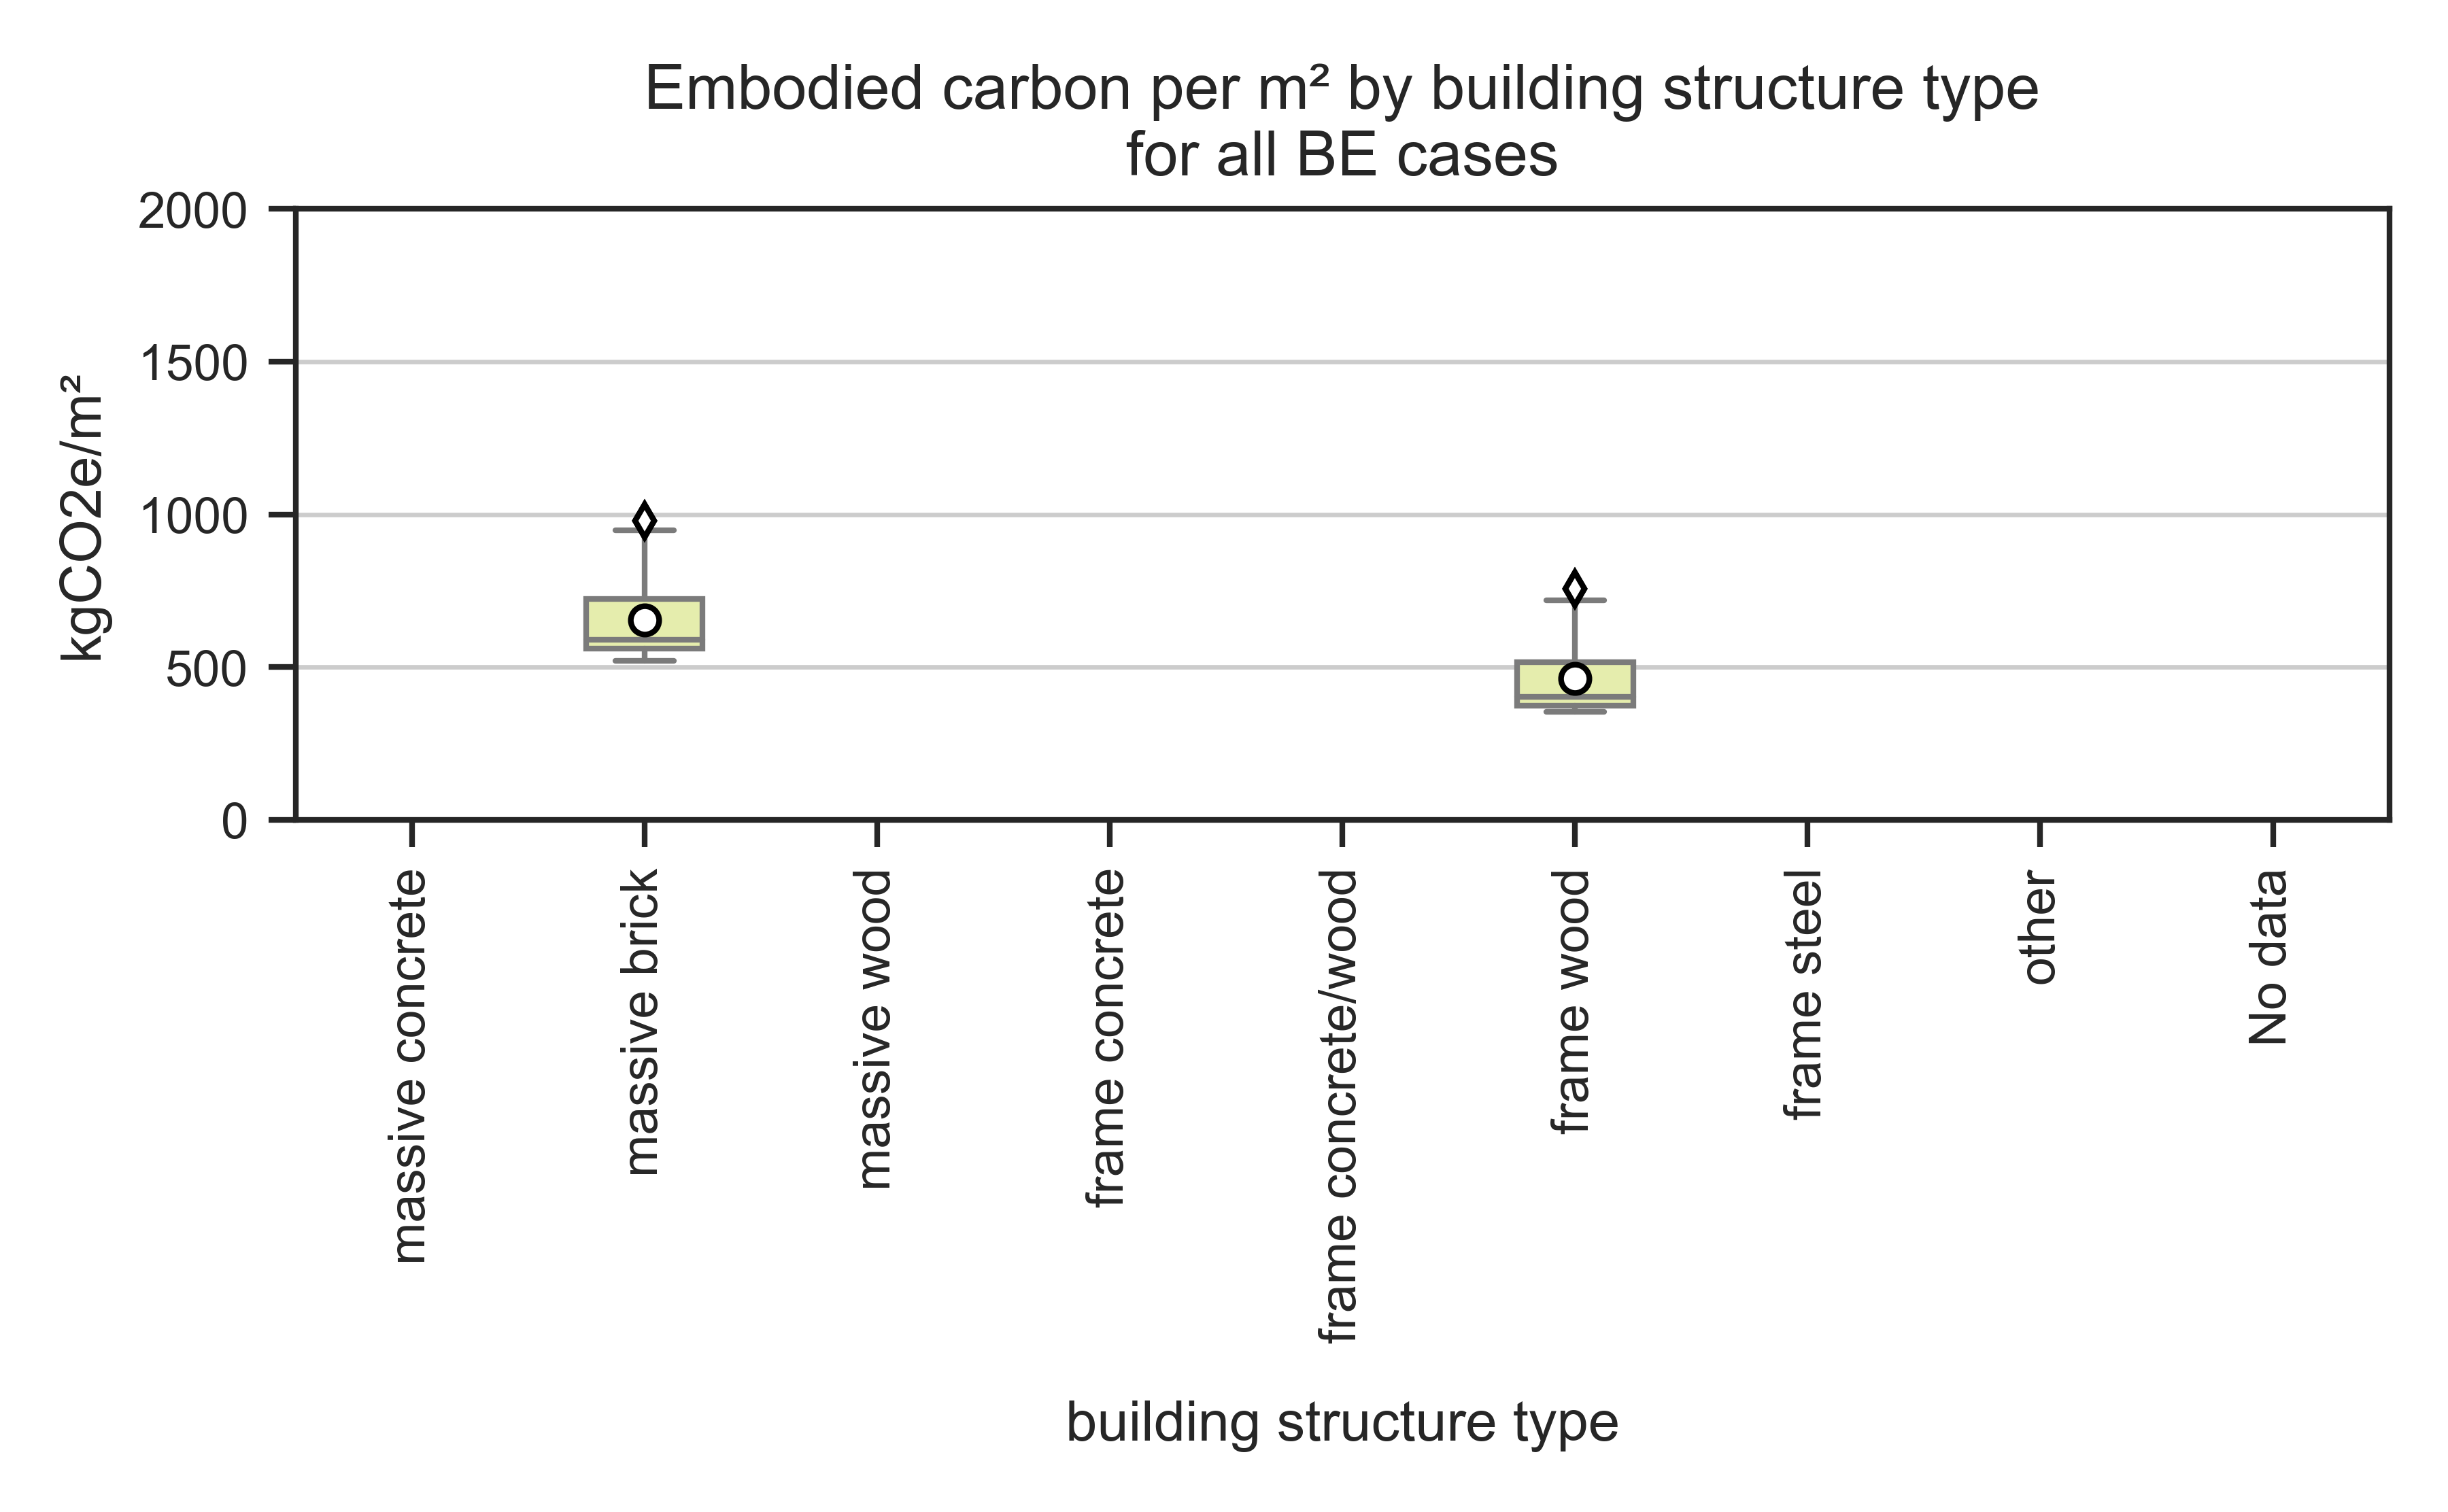 Embodied carbon per m² by building structure type
for all BE cases
2000
1500
1000
500
0
kgCO2e/m²
massive concrete
massive brick
massive wood
frame concrete
frame concrete/wood
frame wood
frame steel
other
No data
building structure type